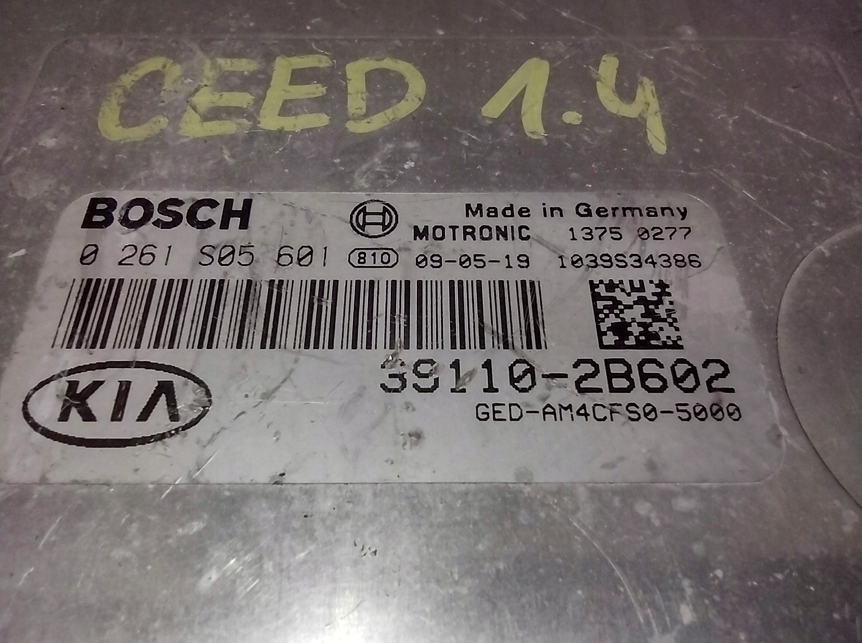 CEED 1.4
BOSCH
Made in Germany
MOTRONIC 1375 0277
0 261 S05 601 810 09-05-19 1039S34386
39110-2B602
KIA
GED-AM4CFS0-5000